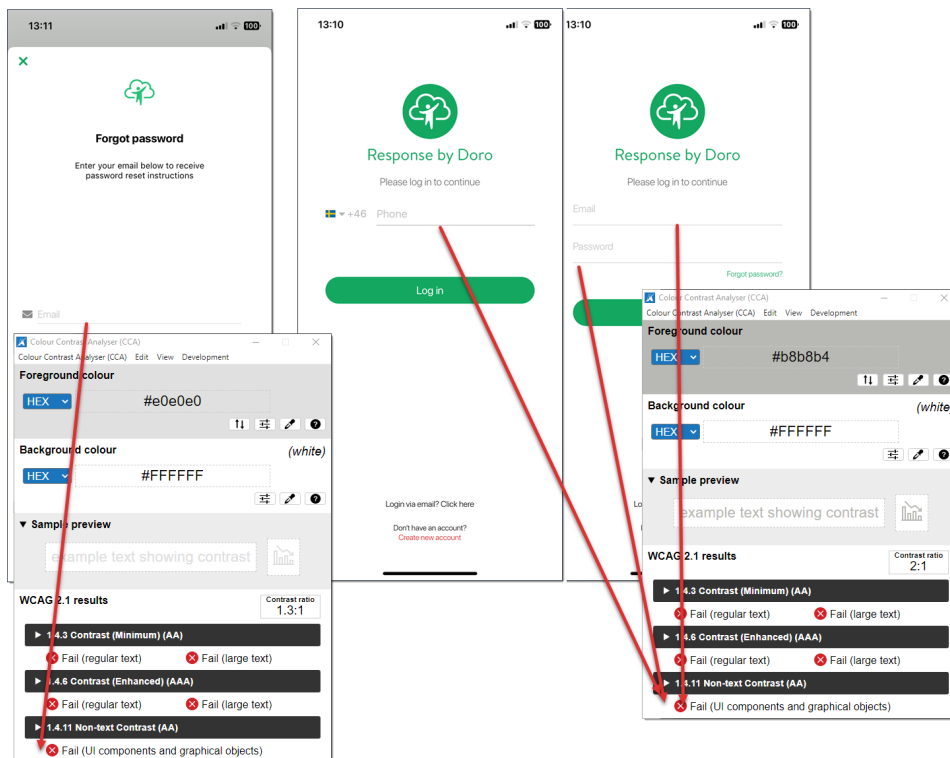 13:11
100
Forgot password
Enter your email below to receive
password reset instructions
Email
13:10
100
Response by Doro
Please log in to continue
+46 Phone
Log in
Login via email? Click here
Don't have an account?
Create new account
13:10
100
Response by Doro
Please log in to continue
Email
Password
Forgot password?
Lo
Colour Contrast Analyser (CCA)
Colour Contrast Analyser (CCA) Edit View Development
Foreground colour
HEX #e0e0e0
Background colour (white)
HEX #FFFFFF
Sample preview
example text showing contrast
WCAG 2.1 results
Contrast ratio
1.3:1
1.4.3 Contrast (Minimum) (AA)
Fail (regular text) Fail (large text)
1.4.6 Contrast (Enhanced) (AAA)
Fail (regular text) Fail (large text)
1.4.11 Non-text Contrast (AA)
Fail (UI components and graphical objects)
Colour Contrast Analyser (CCA)
Colour Contrast Analyser (CCA) Edit View Development
Foreground colour
HEX #b8b8b4
Background colour (white)
HEX #FFFFFF
Sample preview
example text showing contrast
WCAG 2.1 results
Contrast ratio
2:1
1.4.3 Contrast (Minimum) (AA)
Fail (regular text) Fail (large text)
1.4.6 Contrast (Enhanced) (AAA)
Fail (regular text) Fail (large text)
1.4.11 Non-text Contrast (AA)
Fail (UI components and graphical objects)